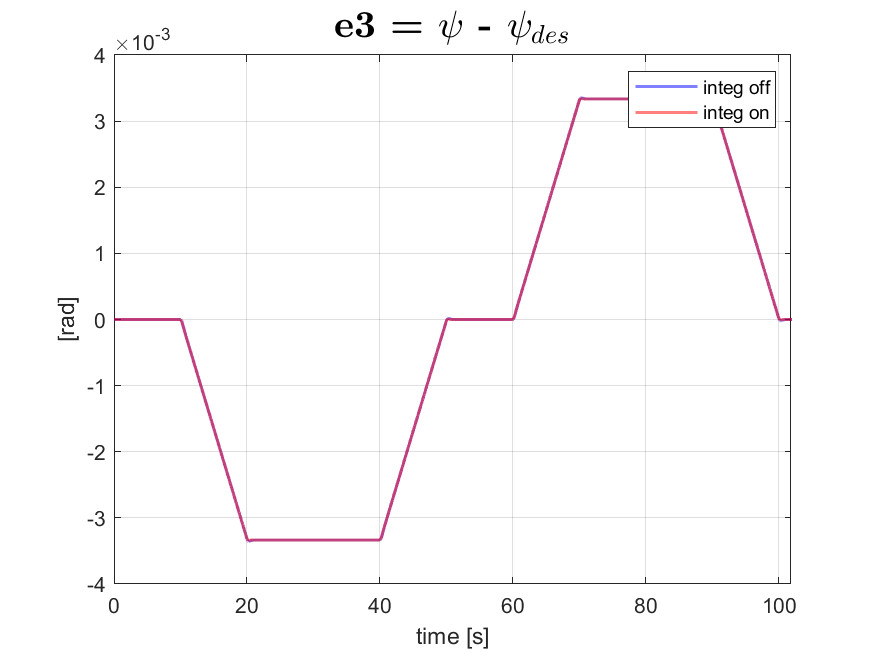 e3 = ψ - ψ_des
×10^-3
4
3
2
1
0
-1
-2
-3
-4
[rad]
integ off
integ on
0 20 40 60 80 100
time [s]